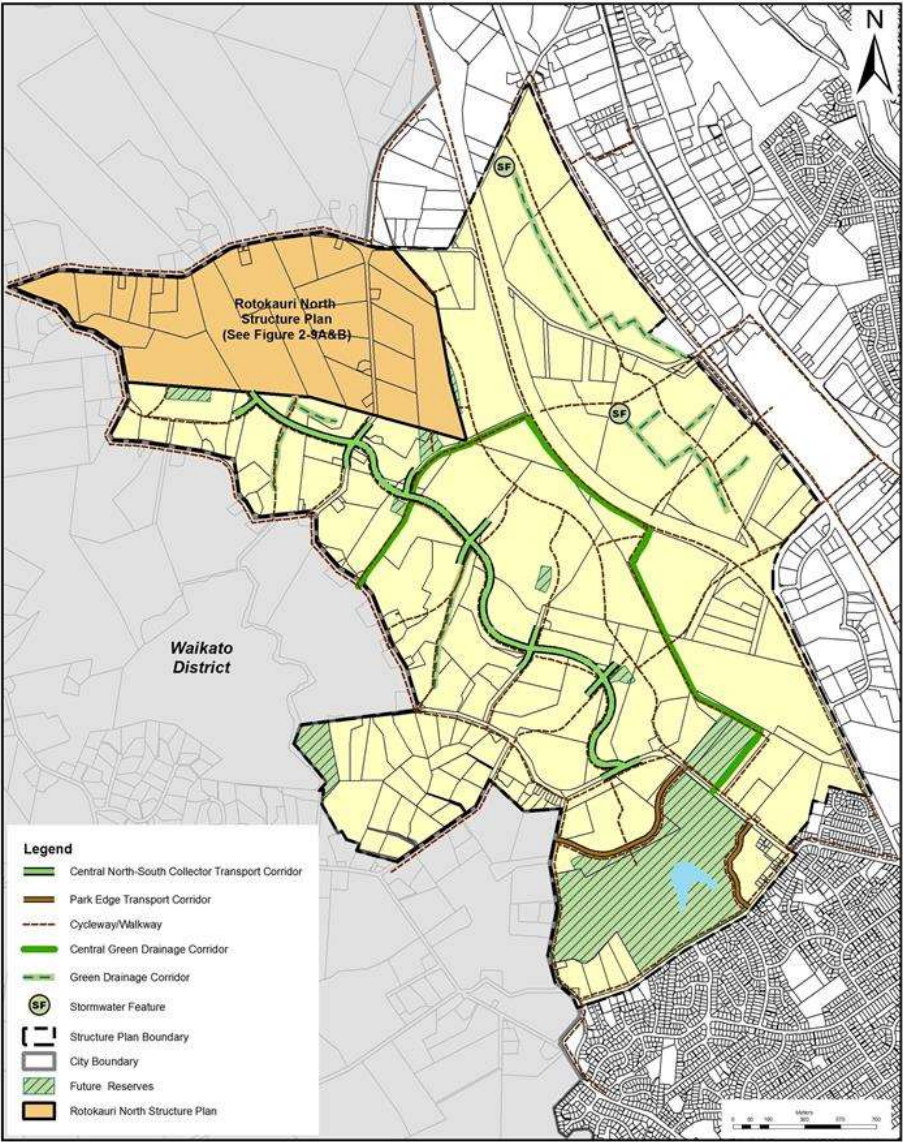 N
SF
Rotokauri North
Structure Plan
(See Figure 2-9A&B)
SF
Waikato
District
Legend
Central North-South Collector Transport Corridor
Park Edge Transport Corridor
Cycleway/Walkway
Central Green Drainage Corridor
Green Drainage Corridor
SF Stormwater Feature
Structure Plan Boundary
City Boundary
Future Reserves
Rotokauri North Structure Plan
Meters